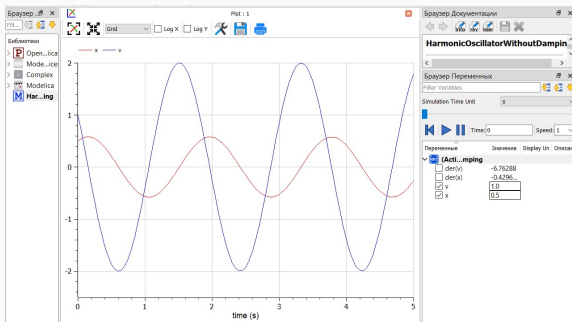 Браузер
Plot : 1
Браузер Документации
Filt...
Grid
Log X
Log Y
Библиотеки
Open...lica
Mode...ices
Complex
Modelica
Har...ing
x
v
HarmonicOscillatorWithoutDampin
Браузер Переменных
Filter Variables
Simulation Time Unit
s
Time:
0
Speed:
1
Переменные
Значение
Display Un
Описан
(Acti...mping
der(v)
-6.76288
der(x)
-0.4296...
v
1.0
x
0.5
2
1
0
-1
-2
0
1
2
3
4
5
time (s)